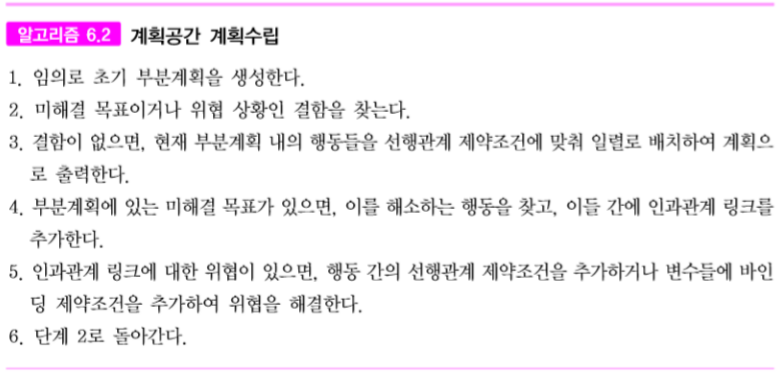 알고리즘 6.2 계획공간 계획수립
1. 임의로 초기 부분계획을 생성한다.
2. 미해결 목표이거나 위협 상황인 결함을 찾는다.
3. 결함이 없으면, 현재 부분계획 내의 행동들을 선행관계 제약조건에 맞춰 일렬로 배치하여 계획으
로 출력한다.
4. 부분계획에 있는 미해결 목표가 있으면, 이를 해소하는 행동을 찾고, 이들 간에 인과관계 링크를
추가한다.
5. 인과관계 링크에 대한 위협이 있으면, 행동 간의 선행관계 제약조건을 추가하거나 변수들에 바인
딩 제약조건을 추가하여 위협을 해결한다.
6. 단계 2로 돌아간다.